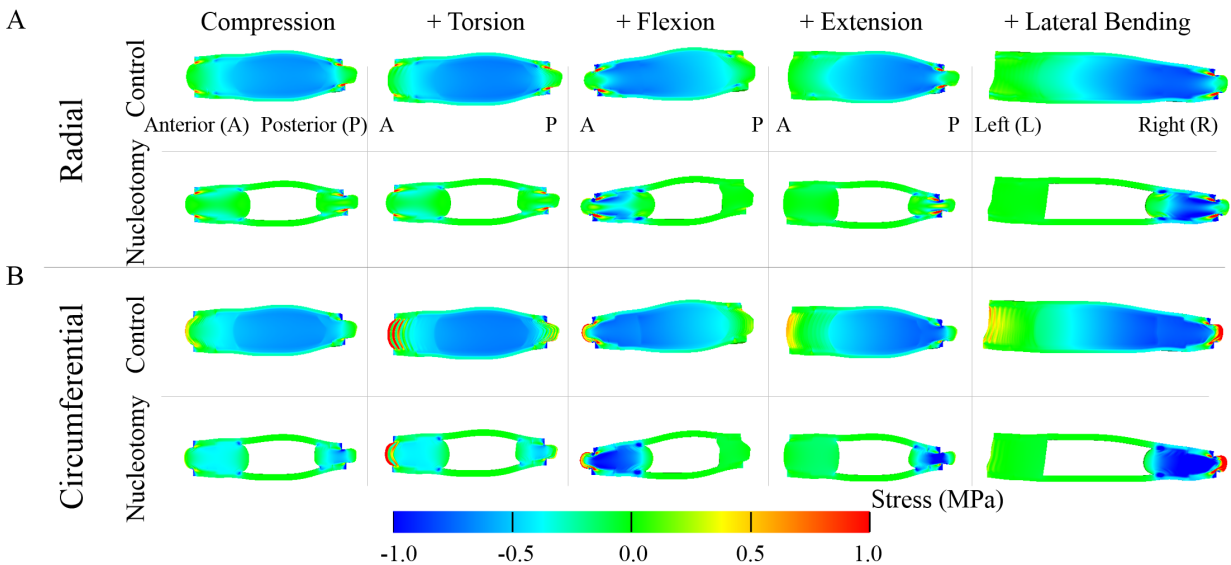 A
Compression
+ Torsion
+ Flexion
+ Extension
+ Lateral Bending
Radial
Control
Anterior (A) Posterior (P)
A P
A P
A P
Left (L) Right (R)
Nucleotomy
B
Circumferential
Control
Nucleotomy
Stress (MPa)
-1.0 -0.5 0.0 0.5 1.0